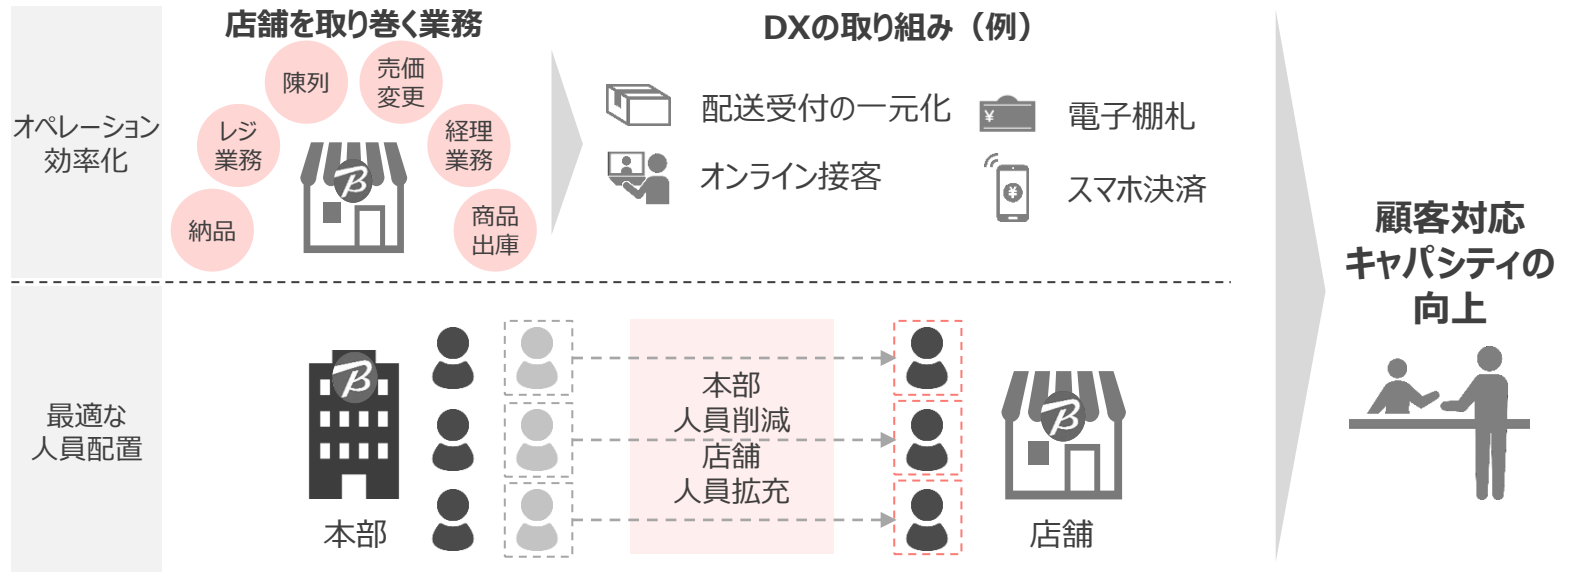 店舗を取り巻く業務
DXの取り組み（例）
オペレーション
効率化
陳列
売価
変更
レジ
業務
経理
業務
納品
商品
出庫
B
配送受付の一元化
電子棚札
¥
オンライン接客
スマホ決済
¥
顧客対応
キャパシティの
向上
最適な
人員配置
B
本部
本部
人員削減
店舗
人員拡充
B
店舗